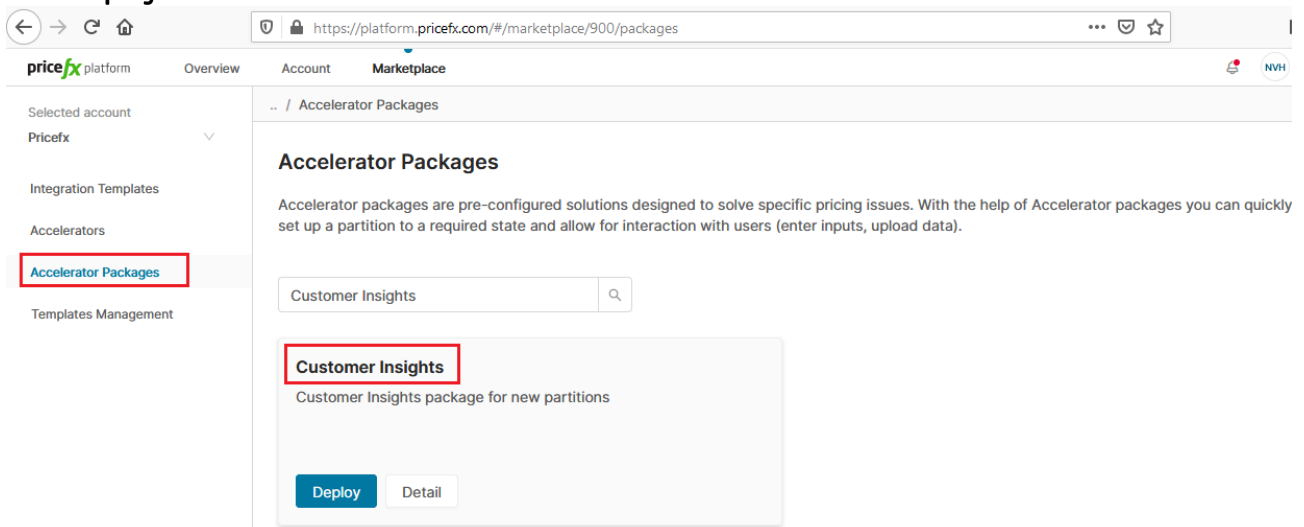 https://platform.pricefx.com/#/marketplace/900/packages
pricefx platform Overview Account Marketplace NVH
Selected account
Pricefx
Integration Templates
Accelerators
Accelerator Packages
Templates Management
.. / Accelerator Packages
Accelerator Packages
Accelerator packages are pre-configured solutions designed to solve specific pricing issues. With the help of Accelerator packages you can quickly
set up a partition to a required state and allow for interaction with users (enter inputs, upload data).
Customer Insights
Customer Insights
Customer Insights package for new partitions
Deploy Detail